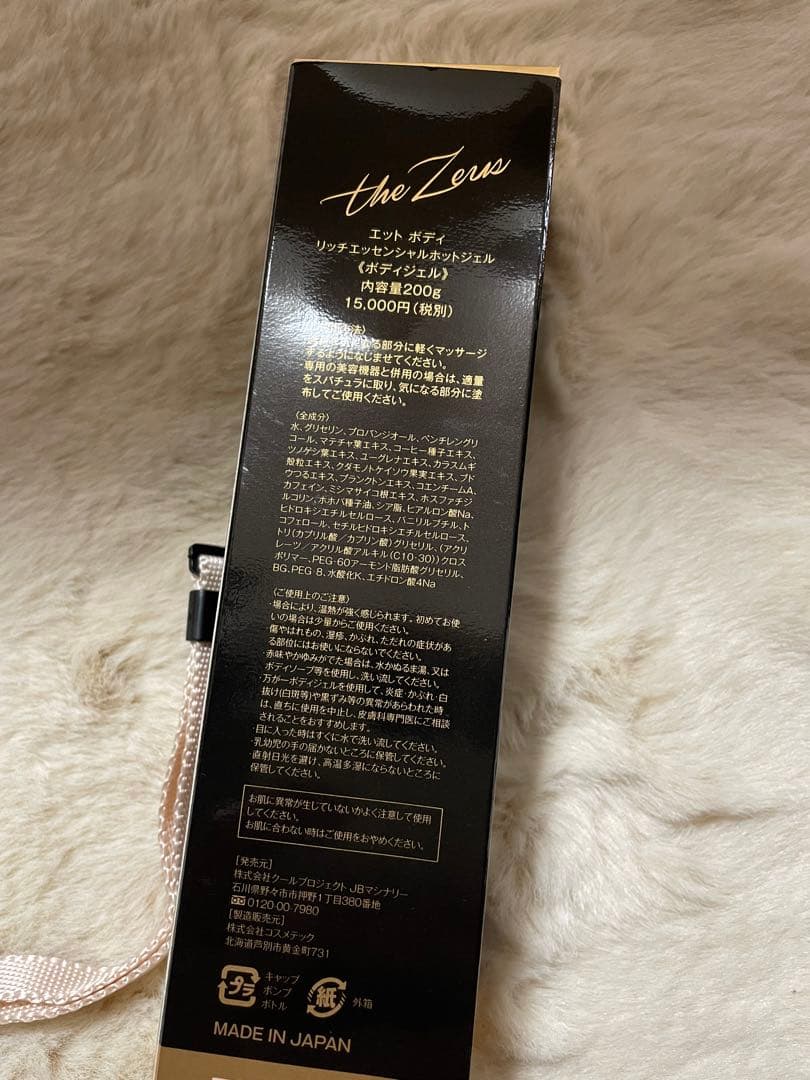 the Zeus
エット ボディ
リッチエッセンシャルホットジェル
《ボディジェル》
内容量200g
15,000円(税別)
法)
なる部分に軽くマッサージ
するようになじませてください。
・専用の美容機器と併用の場合は、適量
をスパチュラに取り、気になる部分に塗
布してご使用ください。
〈全成分〉
水、グリセリン、プロパンジオール、ペンチレングリ
コール、マテチャ葉エキス、コーヒー種子エキス、
ツノゲシ葉エキス、ユーグレナエキス、カラスムギ
殻粒エキス、クダモノトケイソウ果実エキス、ブド
ウつるエキス、プランクトンエキス、コエンチームA、
カフェイン、ミシマサイコ根エキス、ホスファチジ
ルコリン、ホホバ種子油、シア脂、ヒアルロン酸Na、
ヒドロキシエチルセルロース、バニリルブチル、ト
コフェロール、セチルヒドロキシエチルセルロース、
トリ(カプリル酸/カプリン酸)グリセリル、(アクリ
レーツ/アクリル酸アルキル(C10-30))クロス
ポリマー、PEG-60アーモンド脂肪酸グリセリル、
BG、PEG-8、水酸化K、エチドロン酸4Na
〈ご使用上のご注意〉
・場合により、温熱が強く感じられます。初めてお使
いの場合は少量からご使用ください。
傷やはれもの、湿疹、かぶれ、ただれの症状があ
る部位にはお使いにならないでください。
赤味やかゆみがでた場合は、水かぬるま湯、又は
ボディソープ等を使用し、洗い流してください。
・万が一ボディジェルを使用して、炎症・かぶれ・白
抜け(白斑等)や黒ずみ等の異常があらわれた時
は、直ちに使用を中止し、皮膚科専門医にご相談
されることをおすすめします。
・目に入った時はすぐに水で洗い流してください。
・乳幼児の手の届かないところに保管してください。
・直射日光を避け、高温多湿にならないところに
保管してください。
お肌に異常が生じていないかよく注意して使用
してください。
お肌に合わない時はご使用をおやめください。
[発売元]
株式会社クールプロジェクト JBマシナリー
石川県野々市市押野1丁目380番地
0120-00-7980
[製造販売元]
株式会社コスメテック
北海道芦別市黄金町731
プラ
キャップ
ポンプ
ボトル
紙
外箱
MADE IN JAPAN